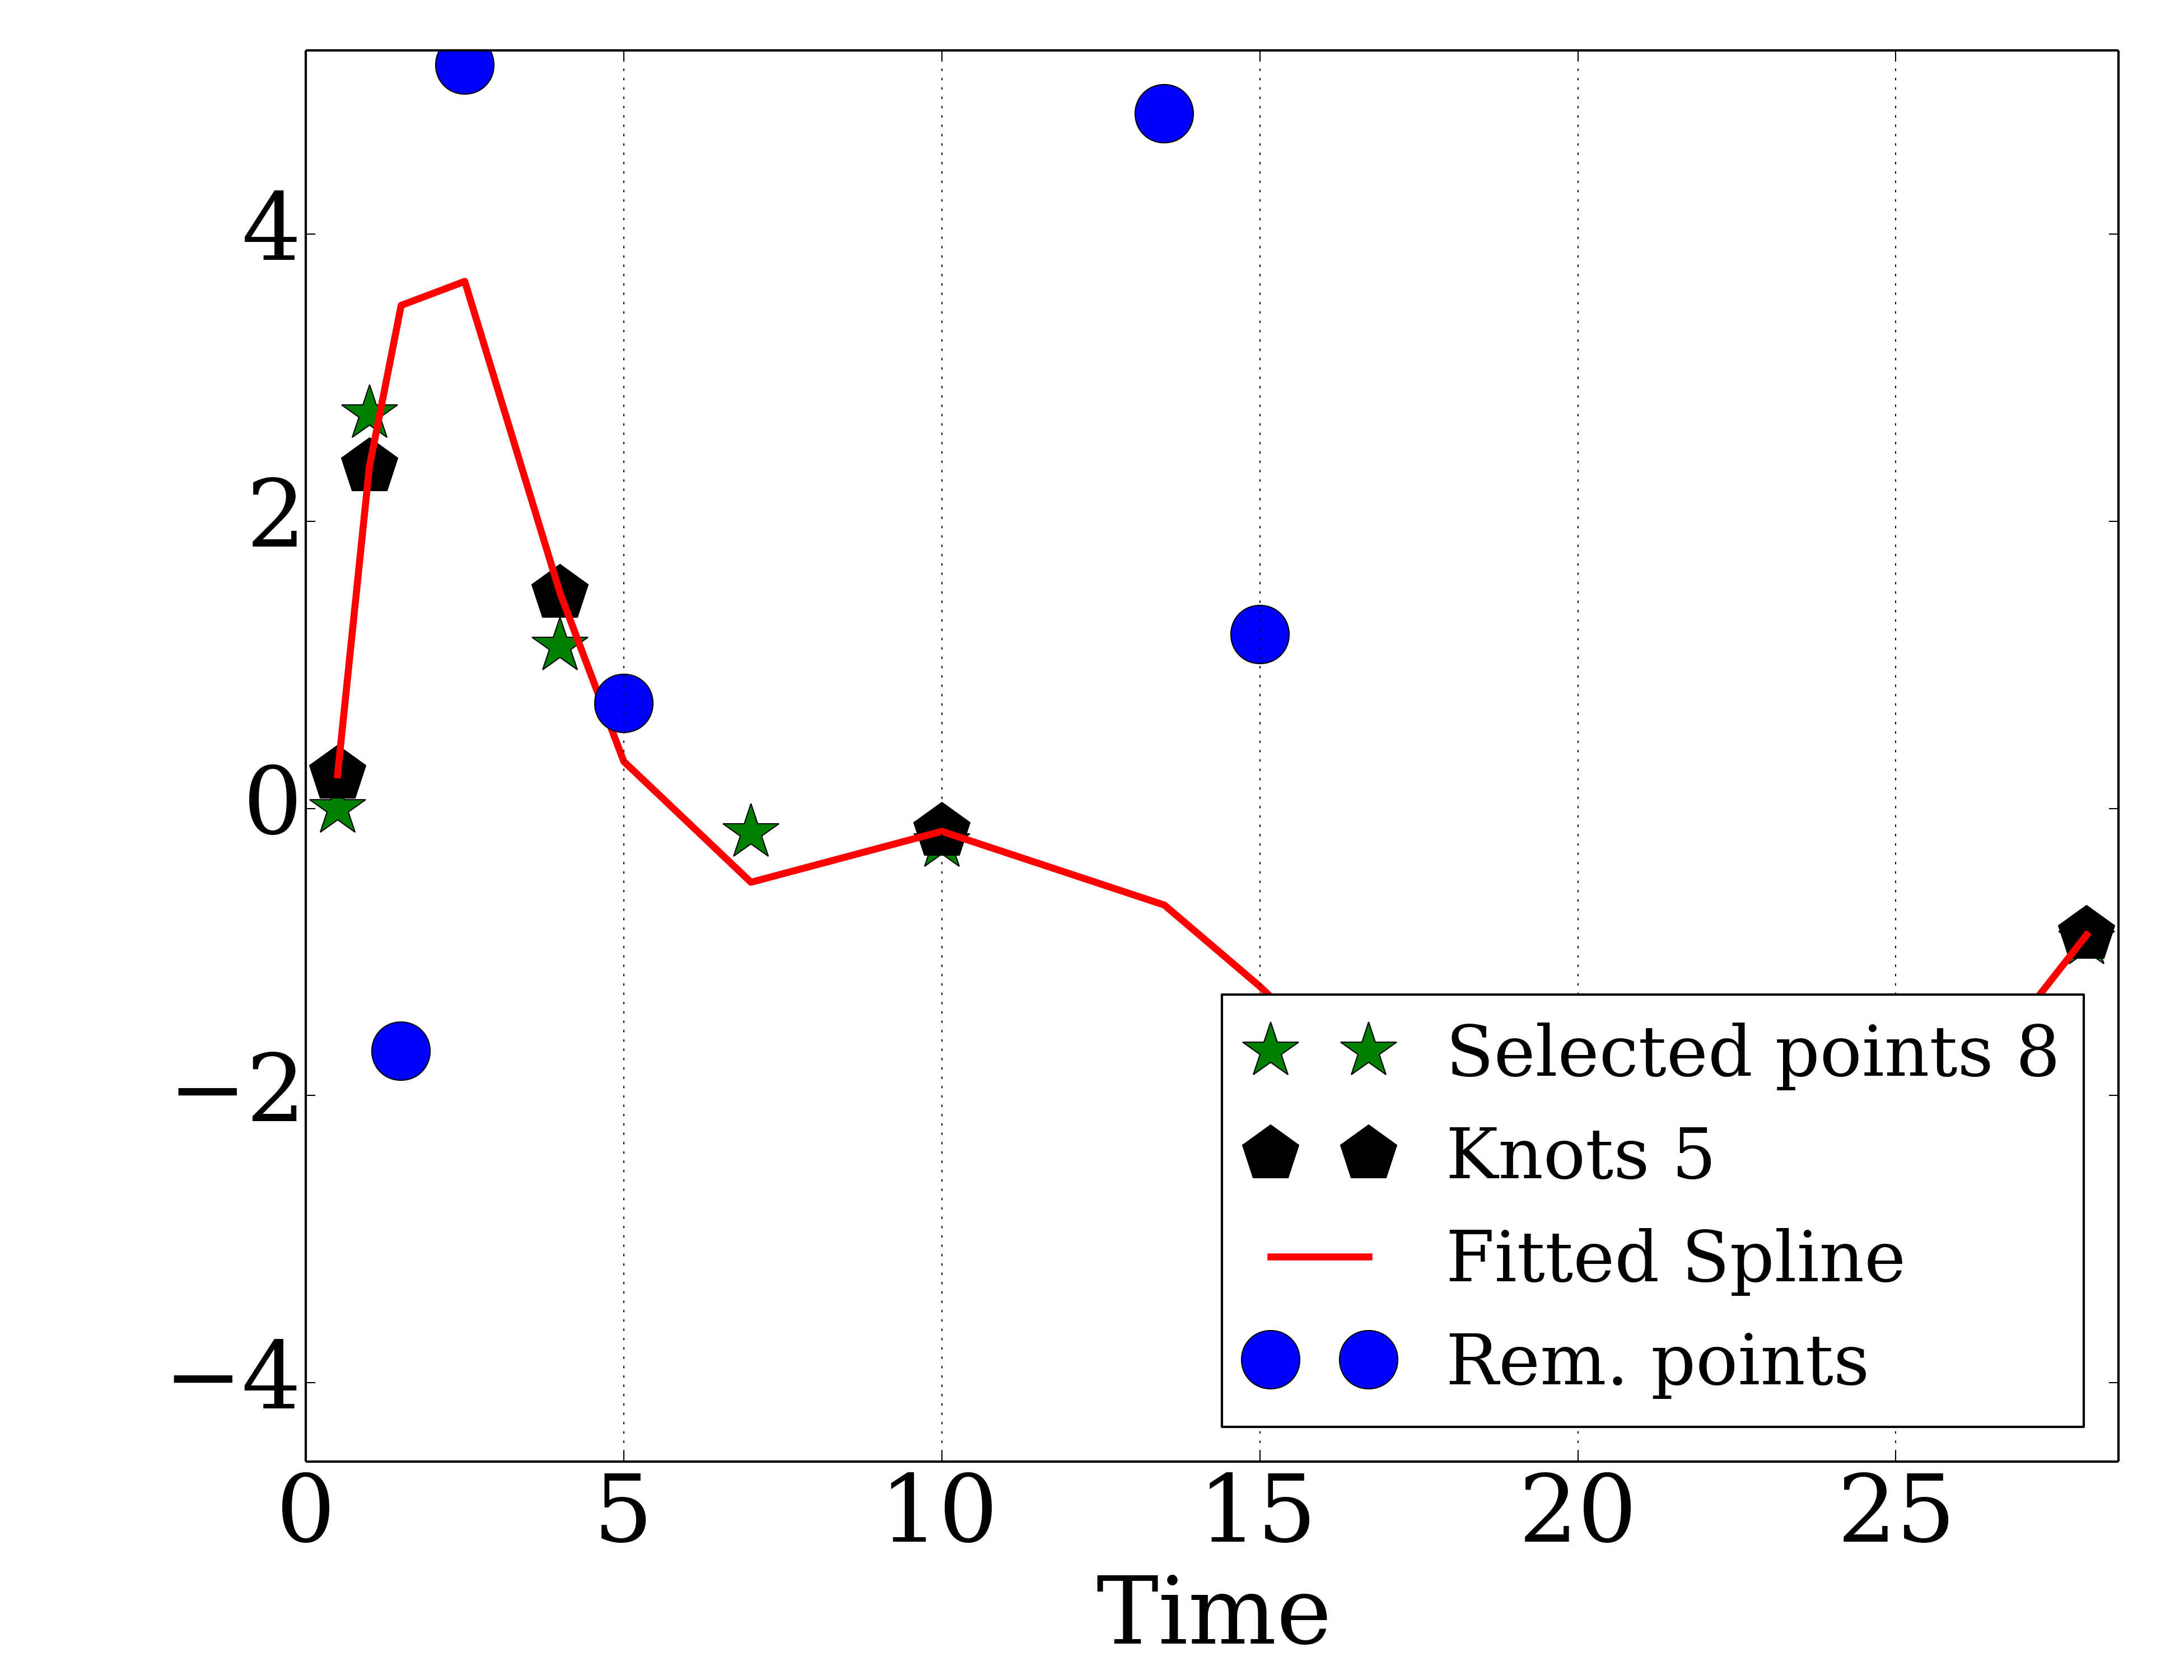 4
2
0
−2
−4
0 5 10 15 20 25
Time
Selected points 8
Knots 5
Fitted Spline
Rem. points